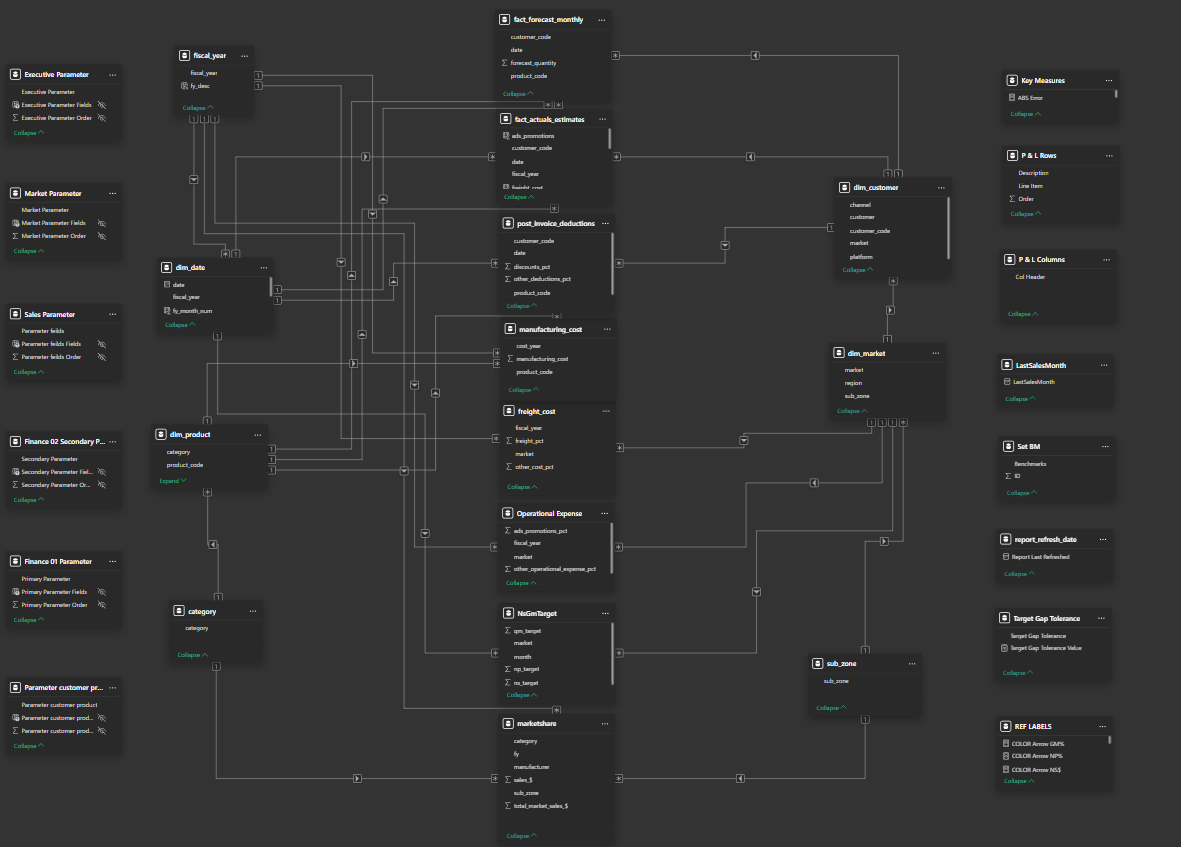 Executive Parameter
Executive Parameter
Executive Parameter Fields
Executive Parameter Order
Collapse
Market Parameter
Market Parameter
Market Parameter Fields
Market Parameter Order
Collapse
Sales Parameter
Parameter feilds
Parameter feilds Fields
Parameter feilds Order
Collapse
Finance 02 Secondary P...
Secondary Parameter
Secondary Parameter Fiel...
Secondary Parameter Or...
Collapse
Finance 01 Parameter
Primary Parameter
Primary Parameter Fields
Primary Parameter Order
Collapse
Parameter customer pr...
Parameter customer product
Parameter customer prod...
Parameter customer prod...
Collapse
fiscal_year
fiscal_year
fy_desc
Collapse
dim_date
date
fiscal_year
fy_month_num
Collapse
dim_product
category
product_code
Expand
category
category
Collapse
fact_forecast_monthly
customer_code
date
forecast_quantity
product_code
Collapse
fact_actuals_estimates
ads_promotions
customer_code
date
fiscal_year
freight_cost
Collapse
post_invoice_deductions
customer_code
date
discounts_pct
other_deductions_pct
product_code
Collapse
manufacturing_cost
cost_year
manufacturing_cost
product_code
Collapse
freight_cost
fiscal_year
freight_pct
market
other_cost_pct
Collapse
Operational Expense
ads_promotions_pct
fiscal_year
market
other_operational_expense_pct
Collapse
NsGmTarget
gm_target
market
month
np_target
ns_target
Collapse
marketshare
category
fy
manufacturer
sales_$
sub_zone
total_market_sales_$
Collapse
dim_customer
channel
customer
customer_code
market
platform
Collapse
dim_market
market
region
sub_zone
Collapse
sub_zone
sub_zone
Collapse
Key Measures
ABS Error
Collapse
P & L Rows
Description
Line Item
Order
Collapse
P & L Columns
Col Header
Collapse
LastSalesMonth
LastSalesMonth
Collapse
Set BM
Benchmarks
ID
Collapse
report_refresh_date
Report Last Refreshed
Collapse
Target Gap Tolerance
Target Gap Tolerance
Target Gap Tolerance Value
Collapse
REF LABELS
COLOR Arrow GM%
COLOR Arrow NP%
COLOR Arrow NS$
Collapse